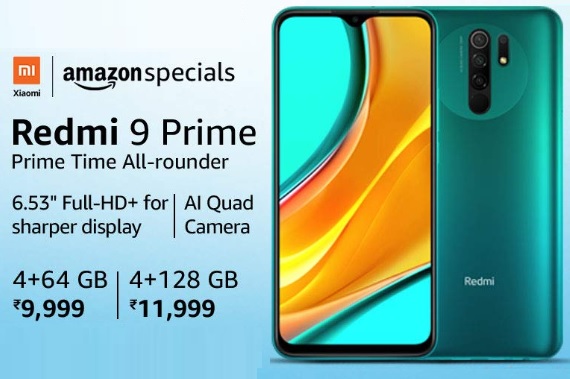 mi
Xiaomi
amazonspecials
Redmi 9 Prime
Prime Time All-rounder
6.53" Full-HD+ for
sharper display
AI Quad
Camera
4+64 GB
₹9,999
4+128 GB
₹11,999
Redmi